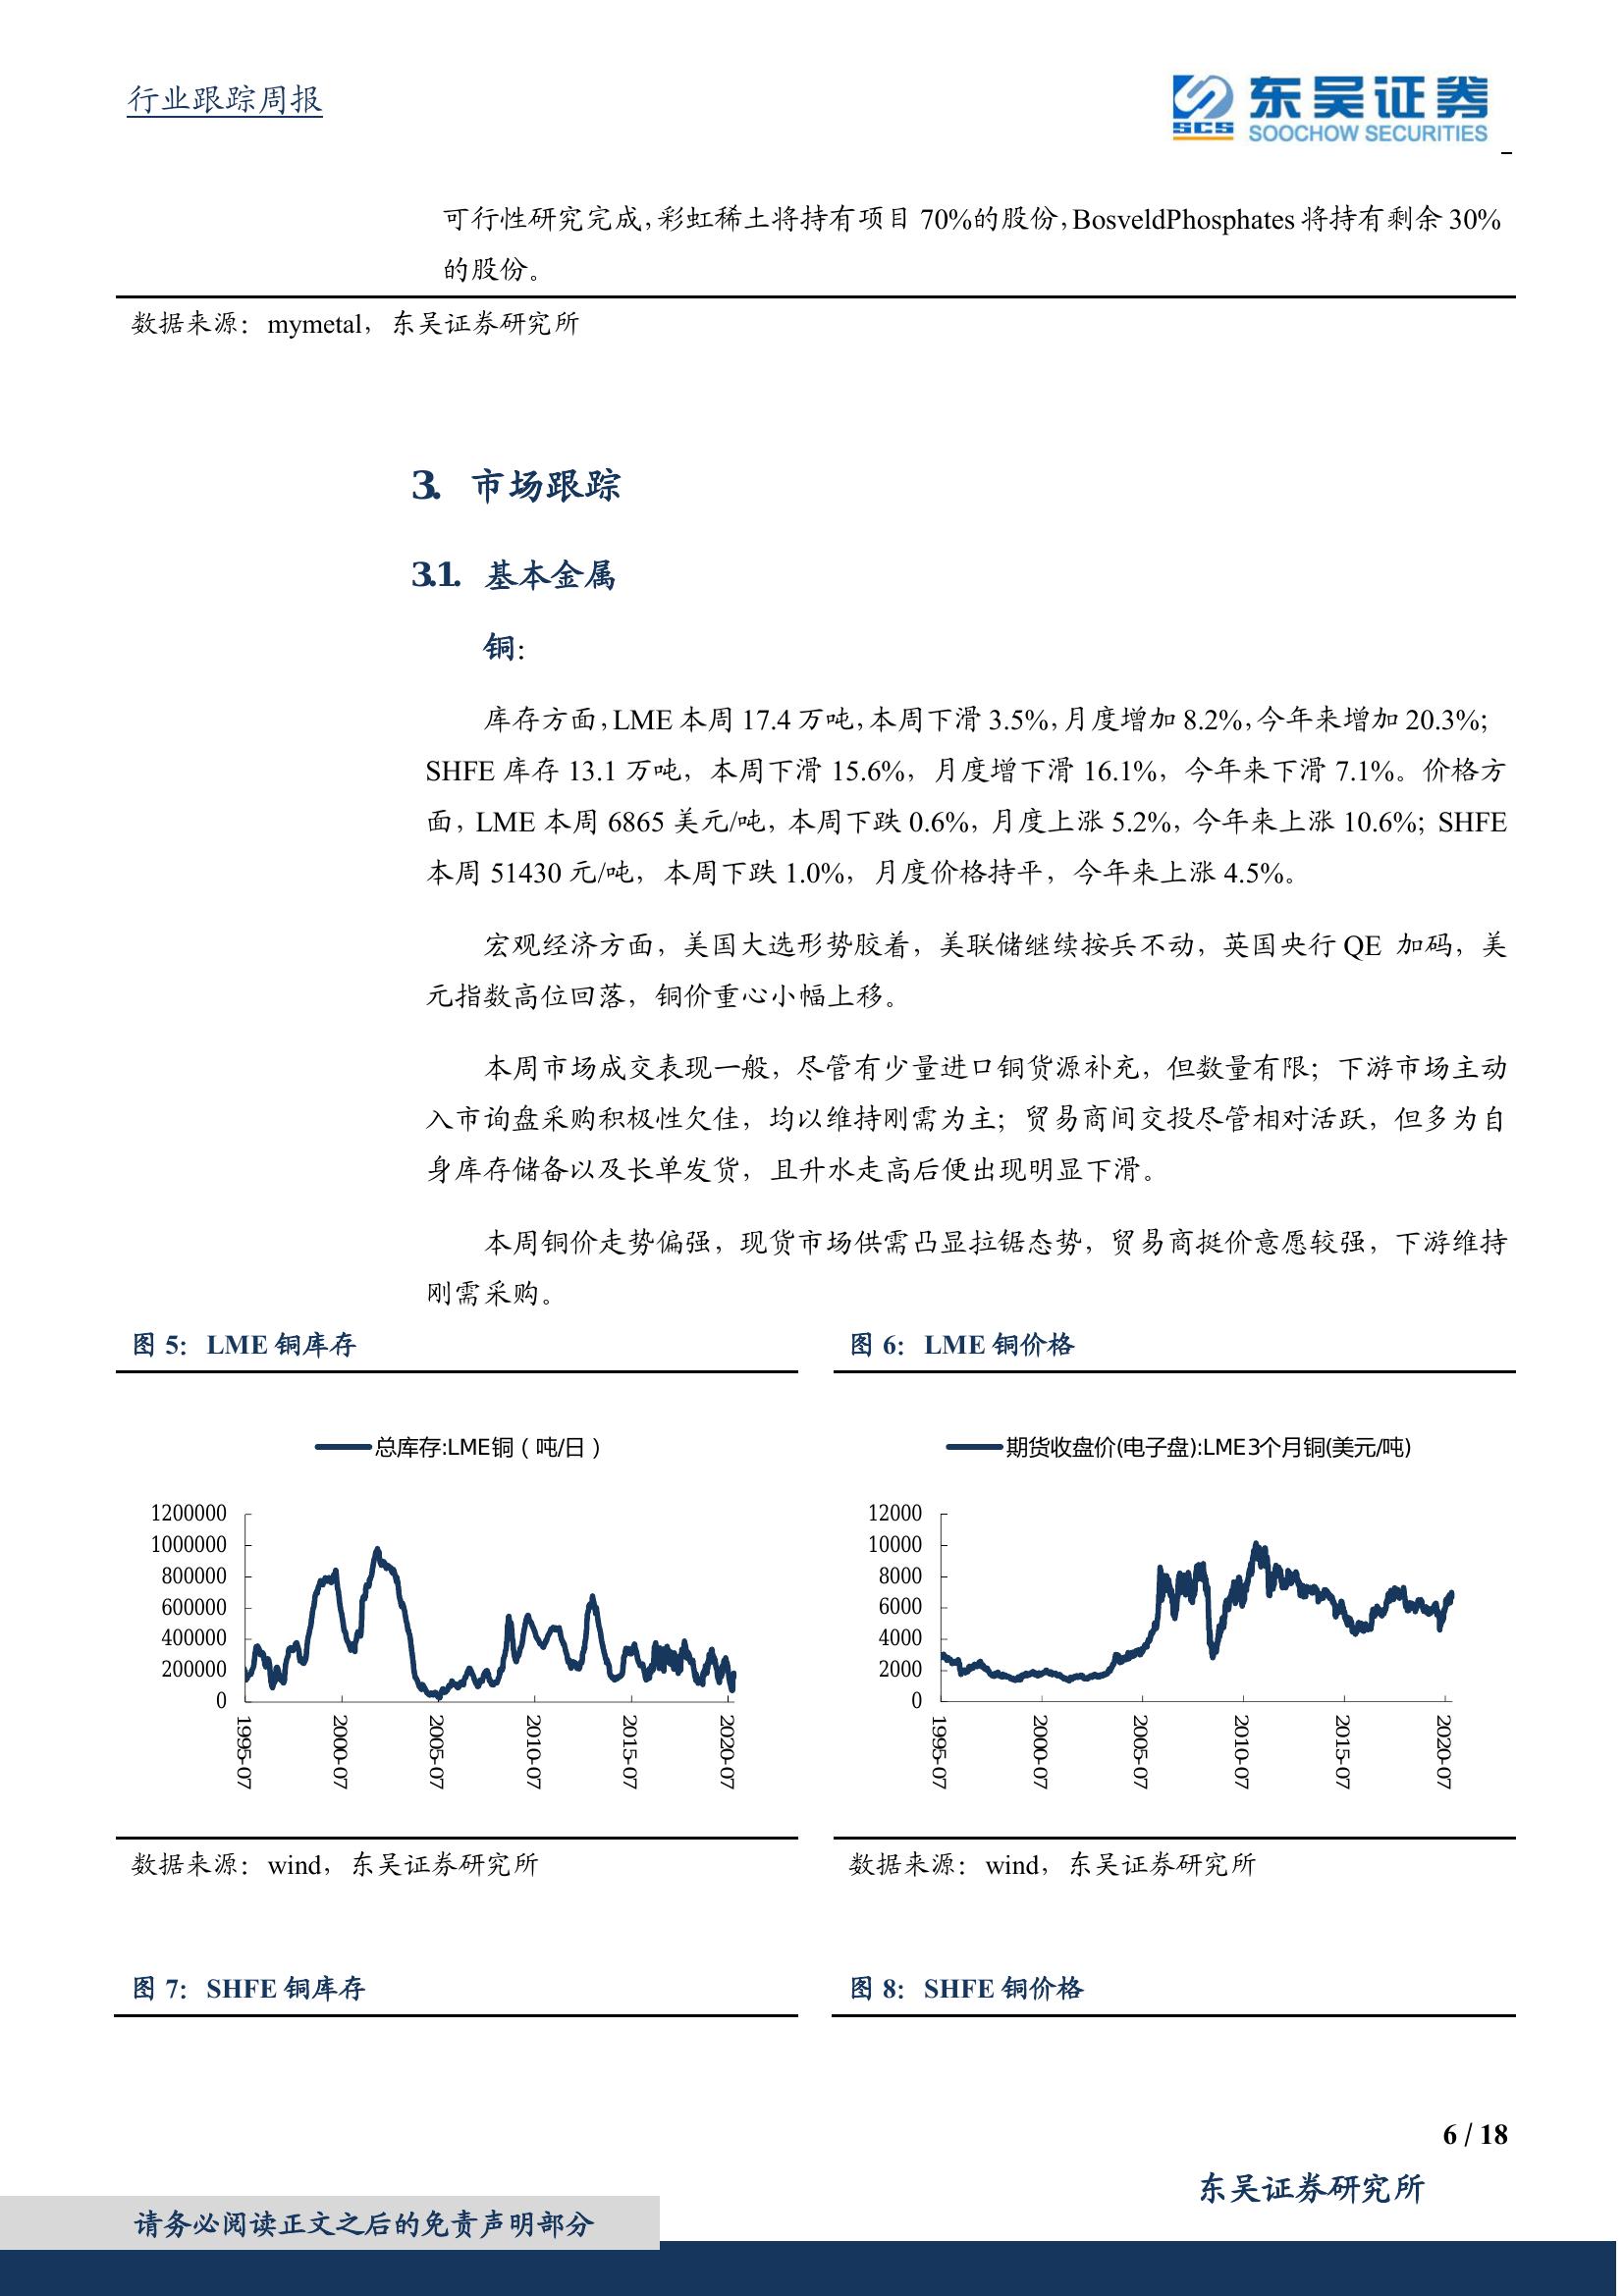 行业跟踪周报
SCS 东吴证券
SOOCHOW SECURITIES
可行性研究完成，彩虹稀土将持有项目 70%的股份，BosveldPhosphates 将持有剩余 30%
的股份。
数据来源：mymetal，东吴证券研究所
3. 市场跟踪
3.1. 基本金属
铜：
库存方面，LME 本周 17.4 万吨，本周下滑 3.5%，月度增加 8.2%，今年来增加 20.3%；
SHFE 库存 13.1 万吨，本周下滑 15.6%，月度增下滑 16.1%，今年来下滑 7.1%。价格方
面，LME 本周 6865 美元/吨，本周下跌 0.6%，月度上涨 5.2%，今年来上涨 10.6%；SHFE
本周 51430 元/吨，本周下跌 1.0%，月度价格持平，今年来上涨 4.5%。
宏观经济方面，美国大选形势胶着，美联储继续按兵不动，英国央行 QE 加码，美
元指数高位回落，铜价重心小幅上移。
本周市场成交表现一般，尽管有少量进口铜货源补充，但数量有限；下游市场主动
入市询盘采购积极性欠佳，均以维持刚需为主；贸易商间交投尽管相对活跃，但多为自
身库存储备以及长单发货，且升水走高后便出现明显下滑。
本周铜价走势偏强，现货市场供需凸显拉锯态势，贸易商挺价意愿较强，下游维持
刚需采购。
图 5：LME 铜库存
总库存:LME铜（吨/日）
1200000
1000000
800000
600000
400000
200000
0
1995-07
2000-07
2005-07
2010-07
2015-07
2020-07
数据来源：wind，东吴证券研究所
图 6：LME 铜价格
期货收盘价(电子盘):LME3个月铜(美元/吨)
12000
10000
8000
6000
4000
2000
0
1995-07
2000-07
2005-07
2010-07
2015-07
2020-07
数据来源：wind，东吴证券研究所
图 7：SHFE 铜库存
图 8：SHFE 铜价格
6 / 18
东吴证券研究所
请务必阅读正文之后的免责声明部分